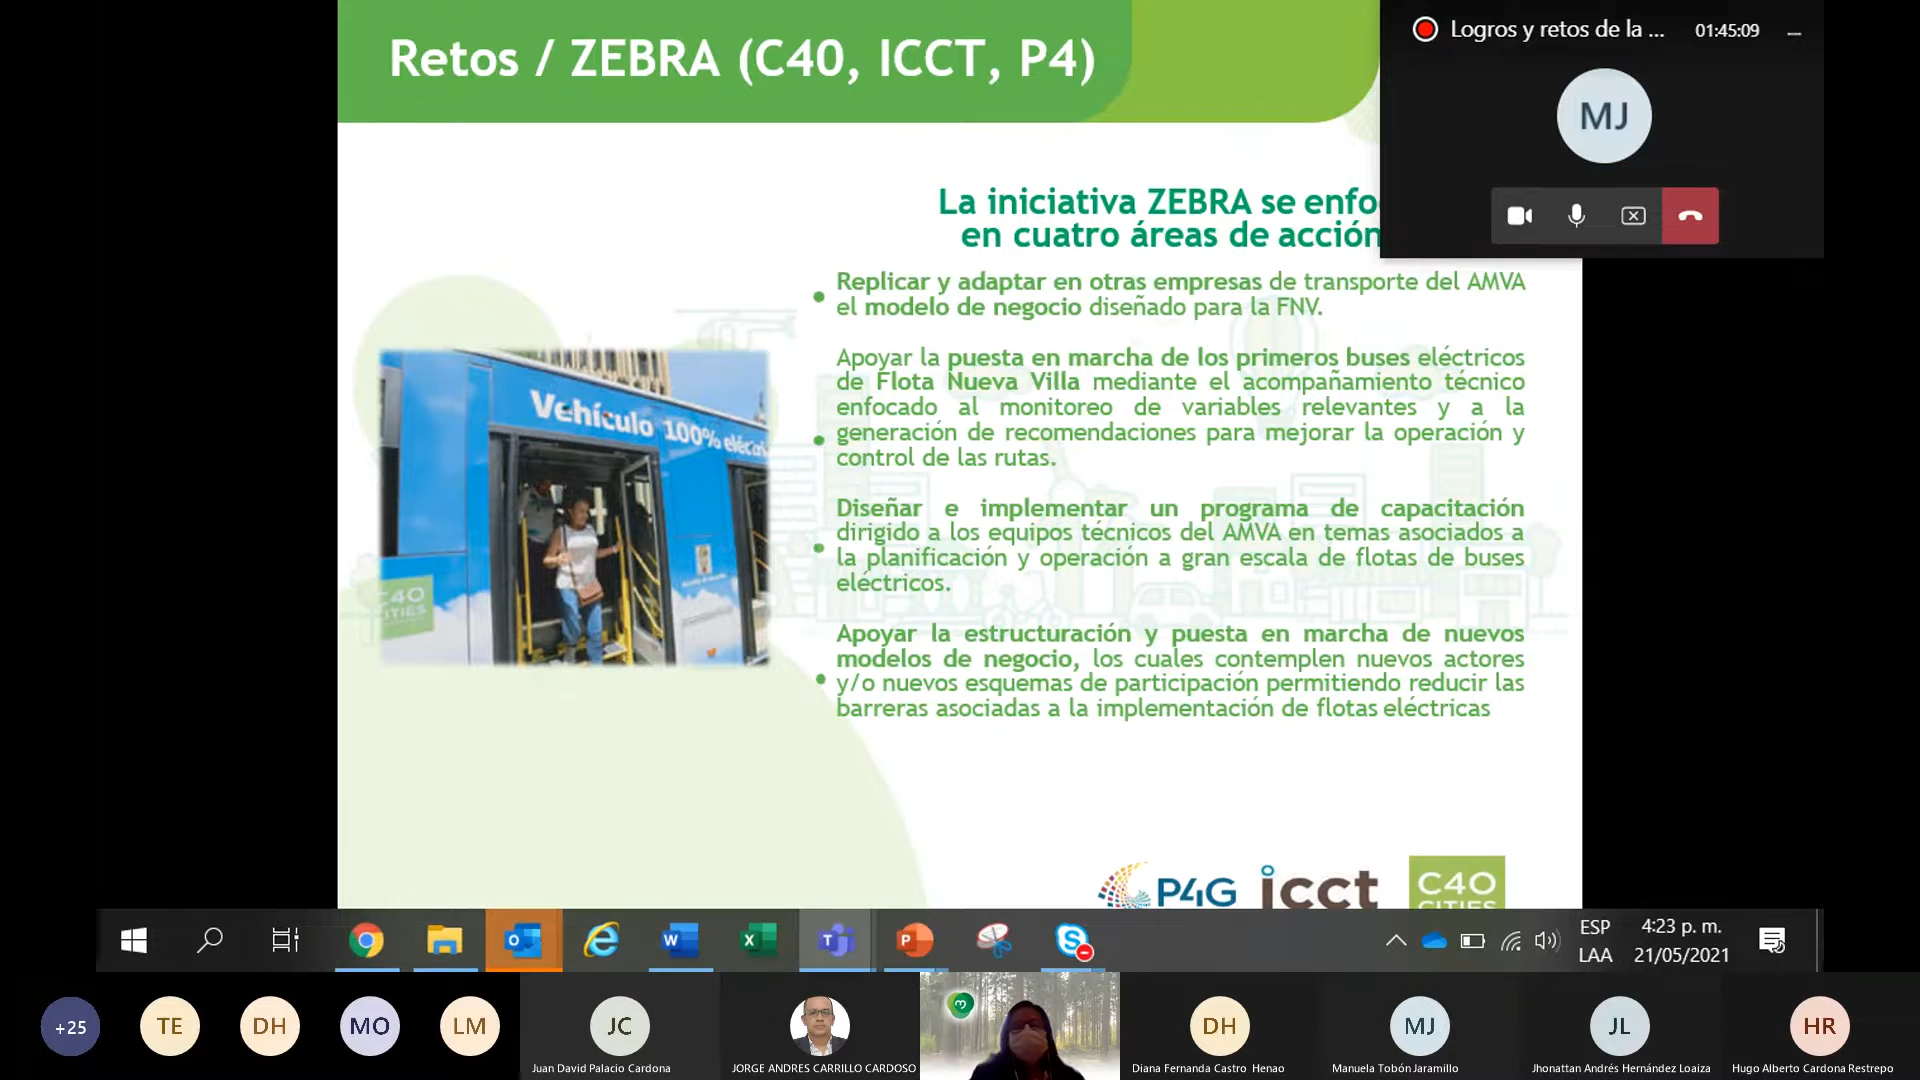 Retos / ZEBRA (C40, ICCT, P4)
Logros y retos de la ...
01:45:09
MJ
La iniciativa ZEBRA se enfo
en cuatro áreas de acción
Replicar y adaptar en otras empresas de transporte del AMVA
el modelo de negocio diseñado para la FNV.
Apoyar la puesta en marcha de los primeros buses eléctricos
de Flota Nueva Villa mediante el acompañamiento técnico
enfocado al monitoreo de variables relevantes y a la
generación de recomendaciones para mejorar la operación y
control de las rutas.
Diseñar e implementar un programa de capacitación
dirigido a los equipos técnicos del AMVA en temas asociados a
la planificación y operación a gran escala de flotas de buses
eléctricos.
Apoyar la estructuración y puesta en marcha de nuevos
modelos de negocio, los cuales contemplen nuevos actores
y/o nuevos esquemas de participación permitiendo reducir las
barreras asociadas a la implementación de flotas eléctricas
Vehículo 100% eléctri
C40
CITIES
P4G
icct
C40
CITIES
ESP
LAA
4:23 p. m.
21/05/2021
+25
TE
DH
MO
LM
JC
Juan David Palacio Cardona
JORGE ANDRES CARRILLO CARDOSO
DH
Diana Fernanda Castro Henao
MJ
Manuela Tobón Jaramillo
JL
Jhonattan Andrés Hernández Loaiza
HR
Hugo Alberto Cardona Restrepo